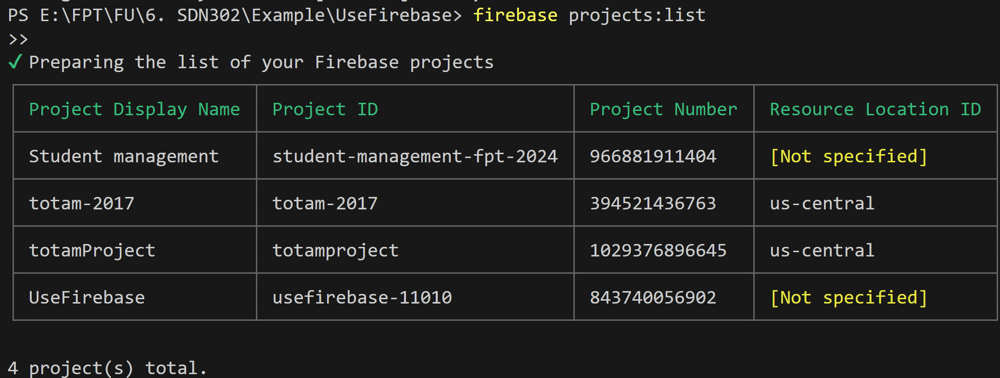 PS E:\FPT\FU\6. SDN302\Example\UseFirebase> firebase projects:list
>>
✓ Preparing the list of your Firebase projects
Project Display Name Project ID Project Number Resource Location ID
Student management student-management-fpt-2024 966881911404 [Not specified]
totam-2017 totam-2017 394521436763 us-central
totamProject totamproject 1029376896645 us-central
UseFirebase usefirebase-11010 843740056902 [Not specified]
4 project(s) total.